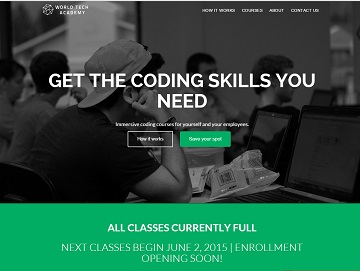 WORLD TECH
ACADEMY
HOW IT WORKS COURSES ABOUT CONTACT US
GET THE CODING SKILLS YOU
NEED
Immersive coding courses for yourself and your employees.
How it works Save your spot
ALL CLASSES CURRENTLY FULL
NEXT CLASSES BEGIN JUNE 2, 2015 | ENROLLMENT
OPENING SOON!